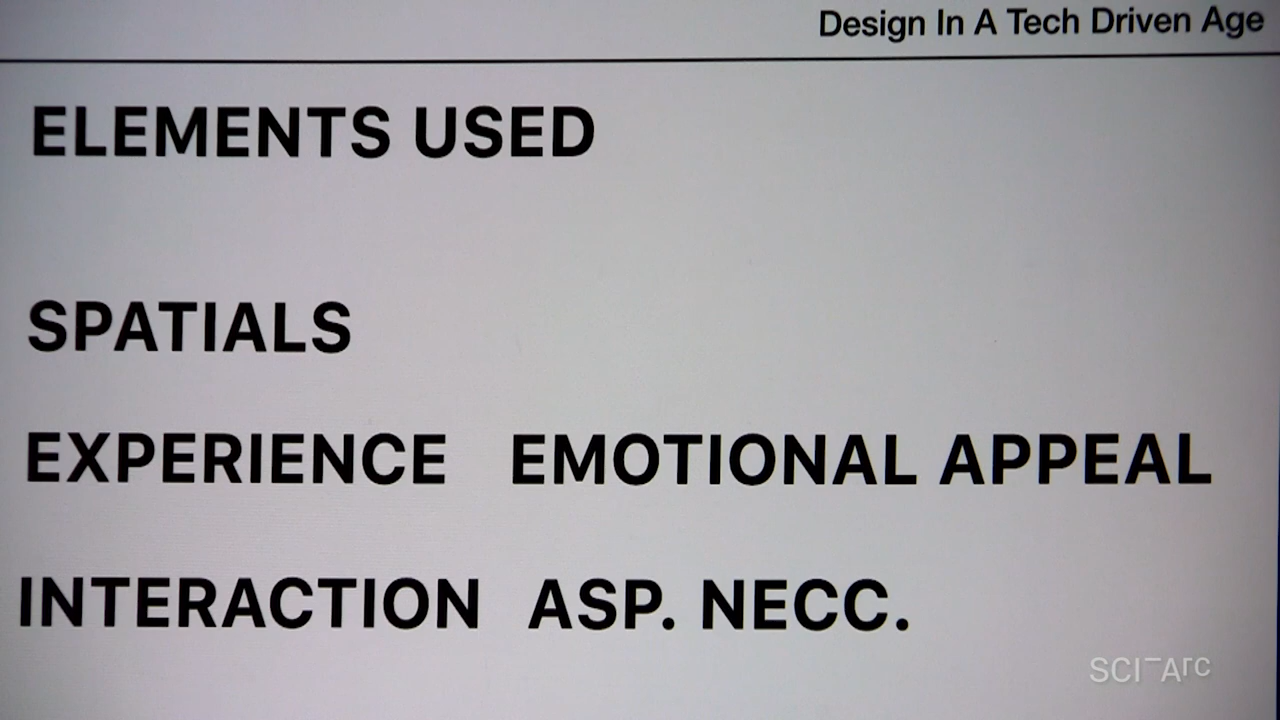 Design In A Tech Driven Age
ELEMENTS USED
SPATIALS
EXPERIENCE EMOTIONAL APPEAL
INTERACTION ASP. NECC.
SCI-Arc